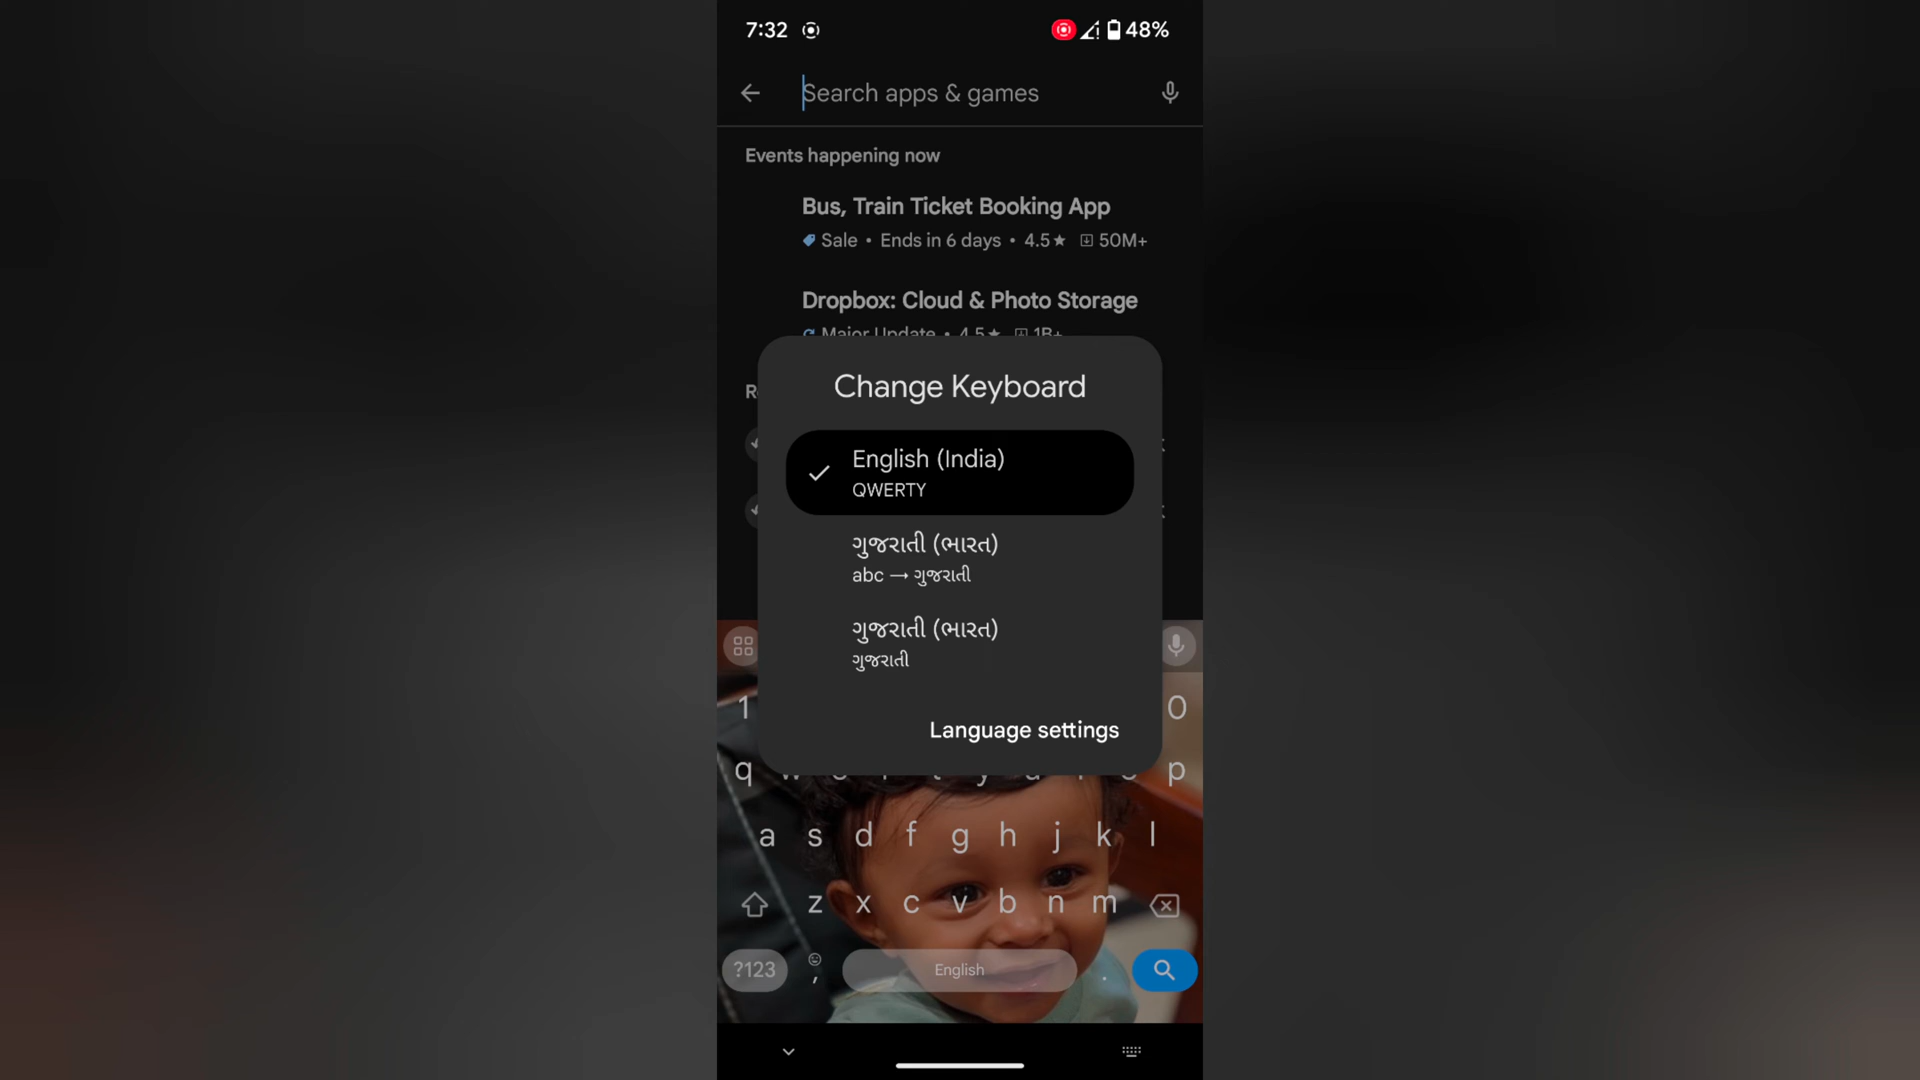 7:32 48%
Search apps & games
Events happening now
Bus, Train Ticket Booking App
Sale • Ends in 6 days • 4.5★ 50M+
Dropbox: Cloud & Photo Storage
Major Update • 4.5★ 1B+
Change Keyboard
English (India)
QWERTY
ગુજરાતી (ભારત)
abc → ગુજરાતી
ગુજરાતી (ભારત)
ગુજરાતી
Language settings
1 0
q p
a s d f g h j k l
z x c v b n m
?123 , English .